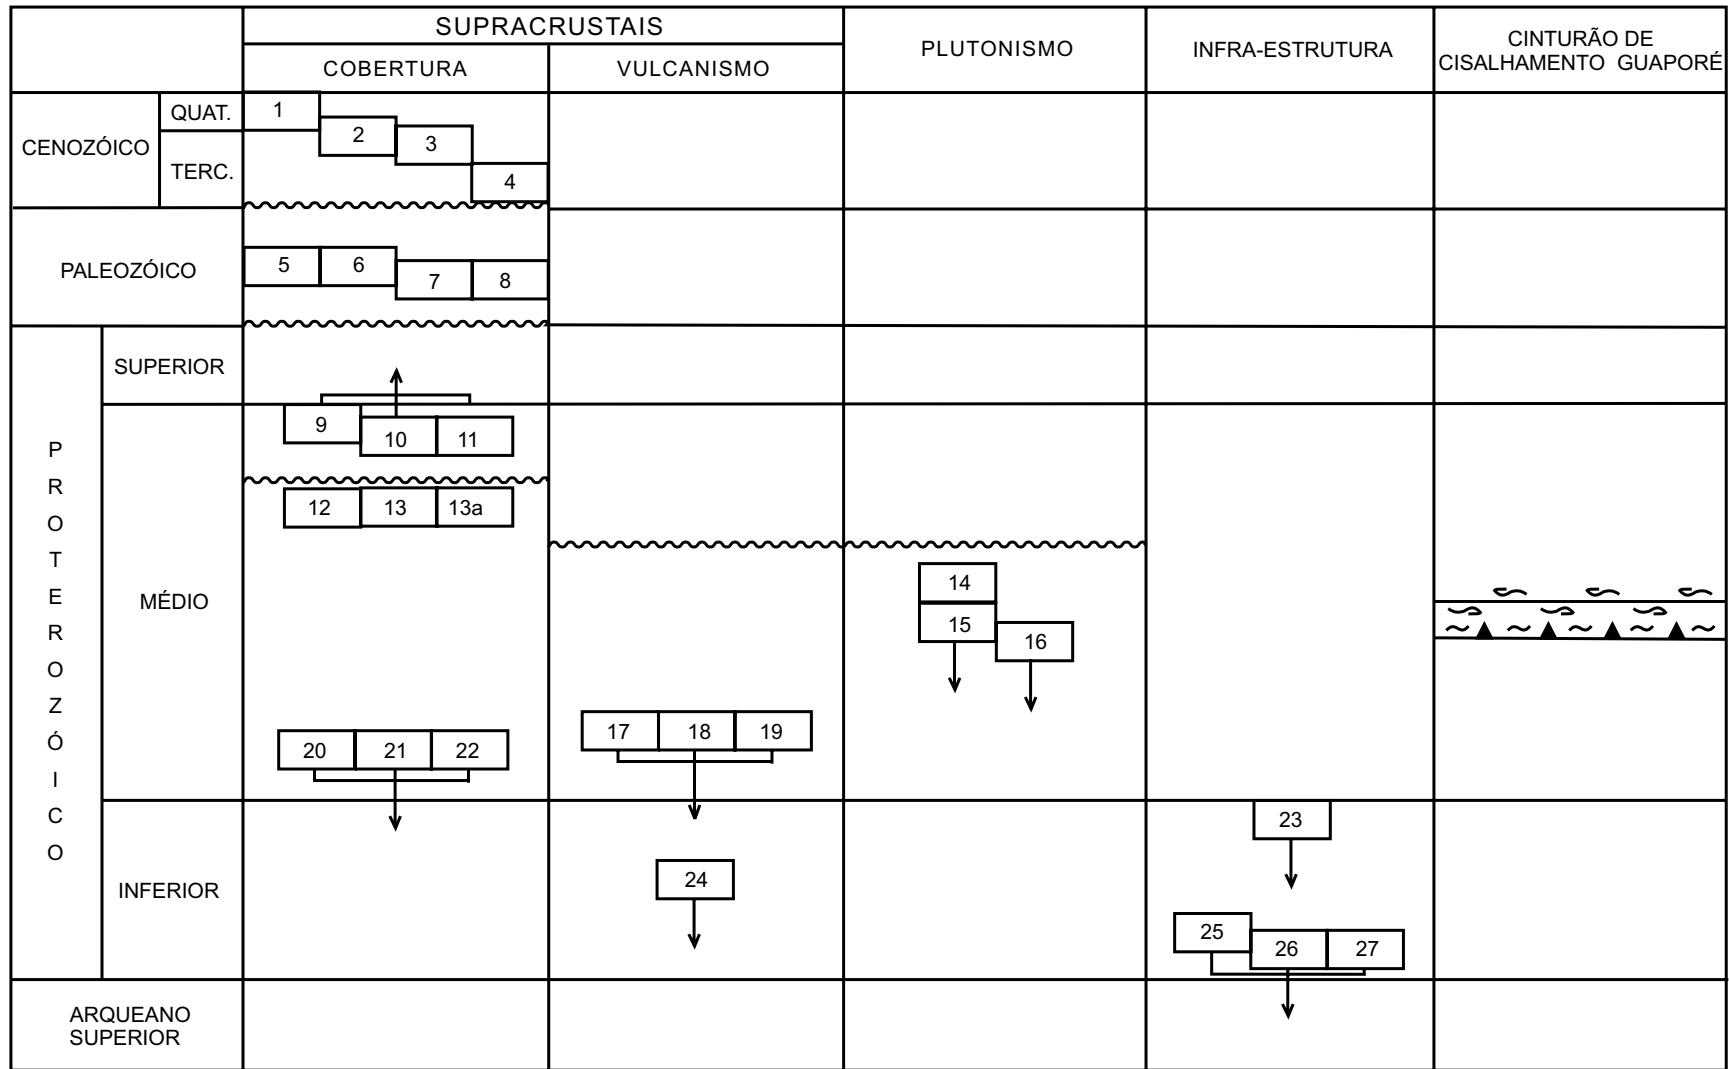 SUPRACRUSTAIS
COBERTURA
VULCANISMO
PLUTONISMO
INFRA-ESTRUTURA
CINTURÃO DE
CISALHAMENTO GUAPORÉ
CENOZÓICO
QUAT.
TERC.
1
2
3
4
PALEOZÓICO
5
6
7
8
PROTEROZÓICO
SUPERIOR
MÉDIO
9
10
11
12
13
13a
14
15
16
17
18
19
20
21
22
INFERIOR
23
24
25
26
27
ARQUEANO
SUPERIOR